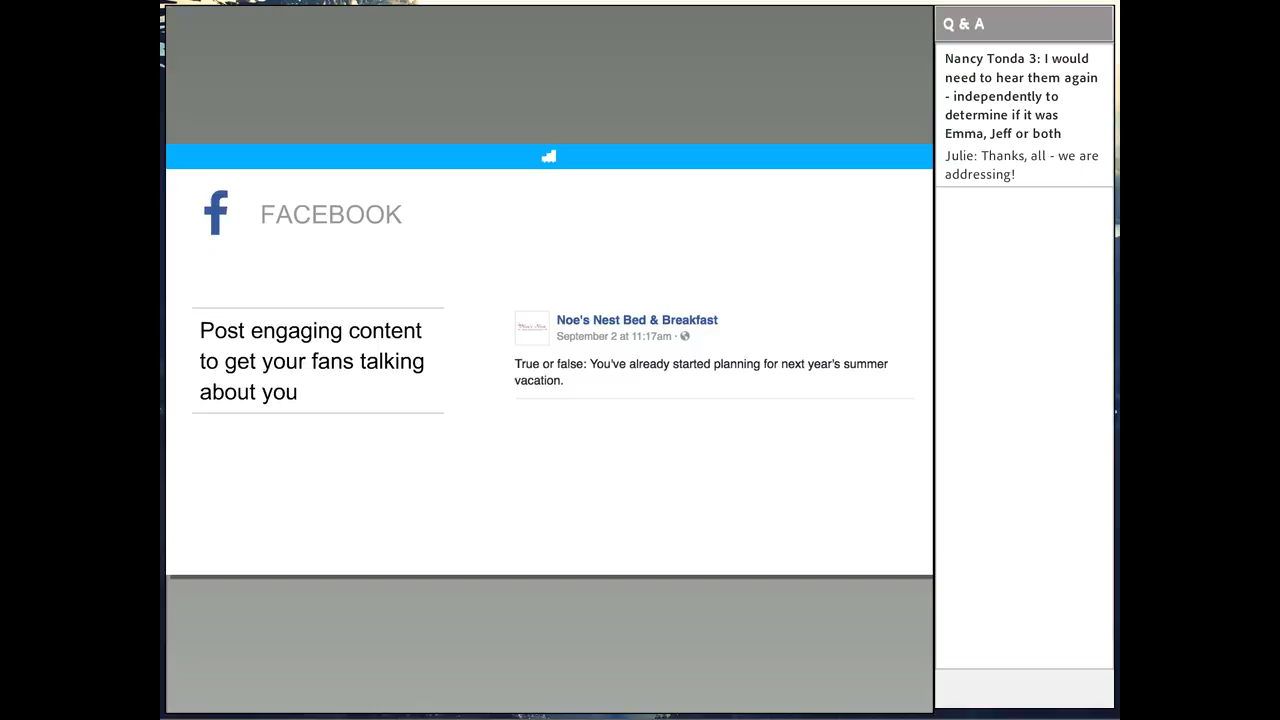 Q & A
Nancy Tonda 3: I would
need to hear them again
- independently to
determine if it was
Emma, Jeff or both
Julie: Thanks, all - we are
addressing!
FACEBOOK
Post engaging content
to get your fans talking
about you
Noe's Nest Bed & Breakfast
September 2 at 11:17am ·
True or false: You've already started planning for next year's summer
vacation.